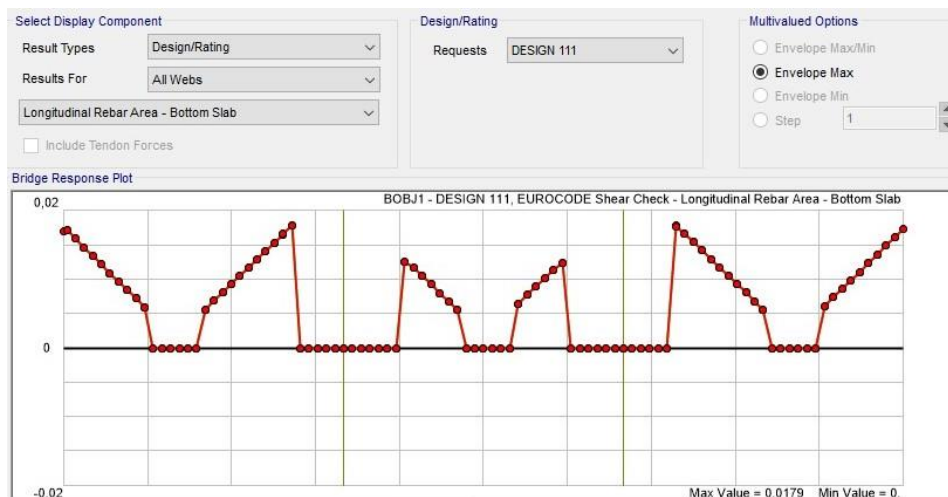 Select Display Component
Result Types
Design/Rating
Results For
All Webs
Longitudinal Rebar Area - Bottom Slab
Include Tendon Forces
Design/Rating
Requests
DESIGN 111
Multivalued Options
Envelope Max/Min
Envelope Max
Envelope Min
Step
1
Bridge Response Plot
0,02
BOBJ1 - DESIGN 111, EUROCODE Shear Check - Longitudinal Rebar Area - Bottom Slab
0
-0.02
Max Value = 0.0179 Min Value = 0.